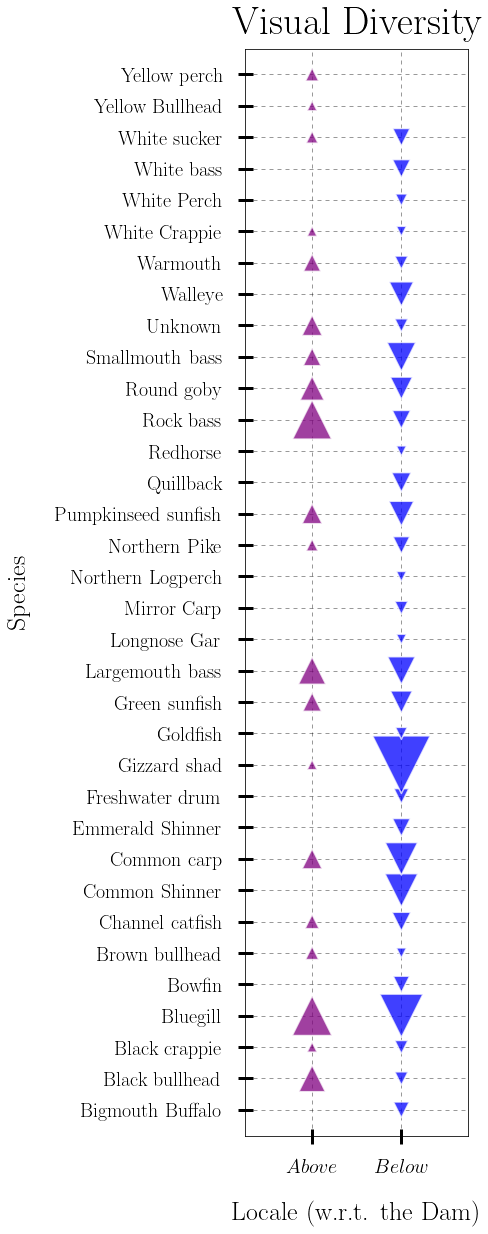 Visual Diversity
Yellow perch
Yellow Bullhead
White sucker
White bass
White Perch
White Crappie
Warmouth
Walleye
Unknown
Smallmouth bass
Round goby
Rock bass
Redhorse
Quillback
Pumpkinseed sunfish
Northern Pike
Northern Logperch
Mirror Carp
Longnose Gar
Largemouth bass
Green sunfish
Goldfish
Gizzard shad
Freshwater drum
Emmerald Shinner
Common carp
Common Shinner
Channel catfish
Brown bullhead
Bowfin
Bluegill
Black crappie
Black bullhead
Bigmouth Buffalo
Species
Above Below
Locale (w.r.t. the Dam)